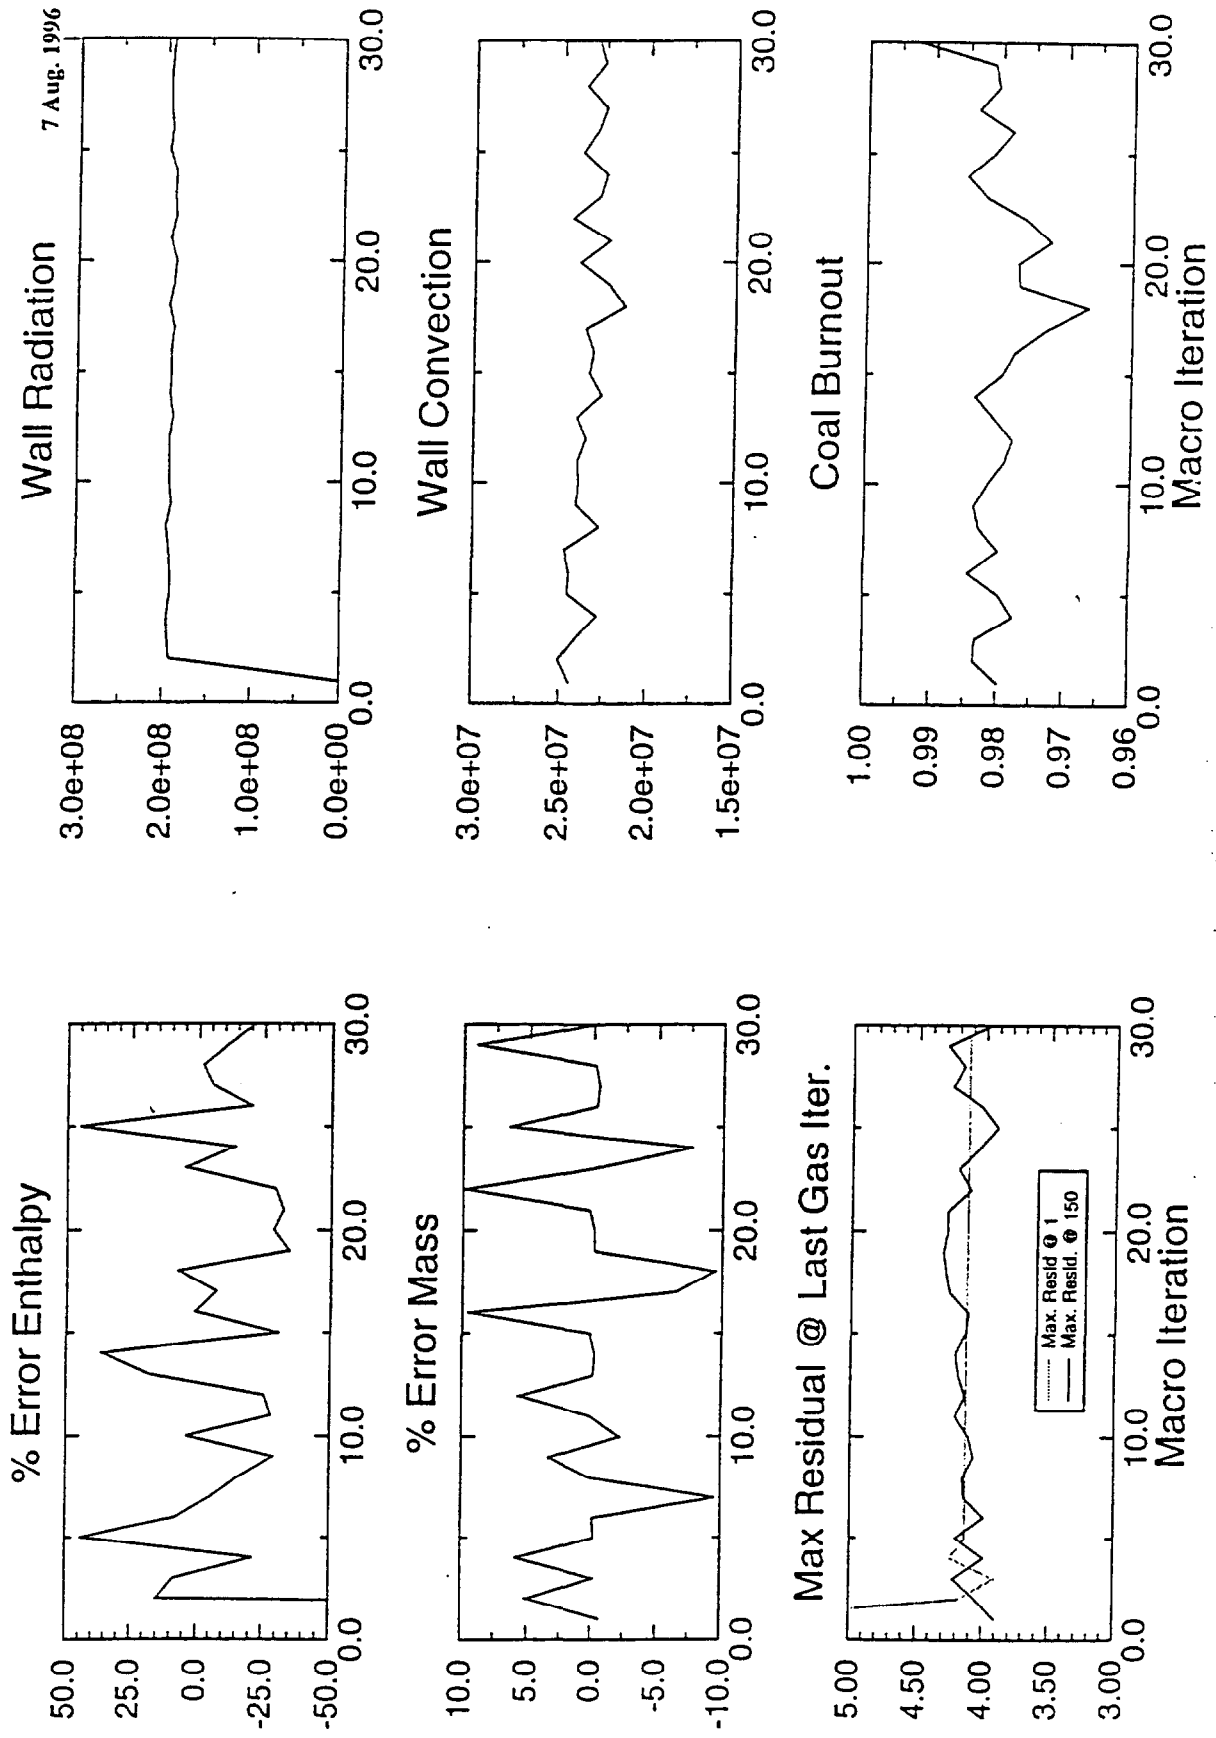 7 Aug. 1996
% Error Enthalpy
50.0
25.0
0.0
-25.0
-50.0
0.0
10.0
20.0
30.0
Wall Radiation
3.0e+08
2.0e+08
1.0e+08
0.0e+00
0.0
10.0
20.0
30.0
% Error Mass
10.0
5.0
0.0
-5.0
-10.0
0.0
10.0
20.0
30.0
Wall Convection
3.0e+07
2.5e+07
2.0e+07
1.5e+07
0.0
10.0
20.0
30.0
Max Residual @ Last Gas Iter.
5.00
4.50
4.00
3.50
3.00
Max. Resid @ 1
Max. Resid. @ 150
0.0
10.0
20.0
30.0
Macro Iteration
Coal Burnout
1.00
0.99
0.98
0.97
0.96
0.0
10.0
20.0
30.0
Macro Iteration